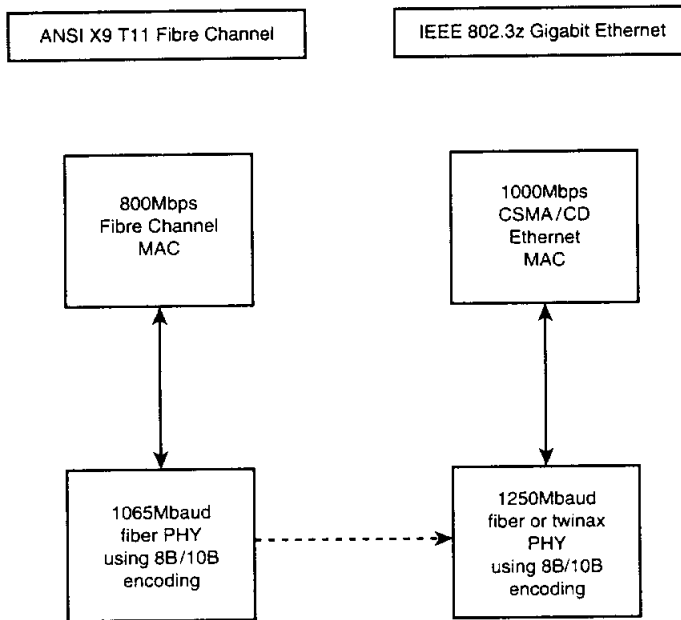 ANSI X9 T11 Fibre Channel
IEEE 802.3z Gigabit Ethernet
800Mbps
Fibre Channel
MAC
1000Mbps
CSMA/CD
Ethernet
MAC
1065Mbaud
fiber PHY
using 8B/10B
encoding
1250Mbaud
fiber or twinax
PHY
using 8B/10B
encoding